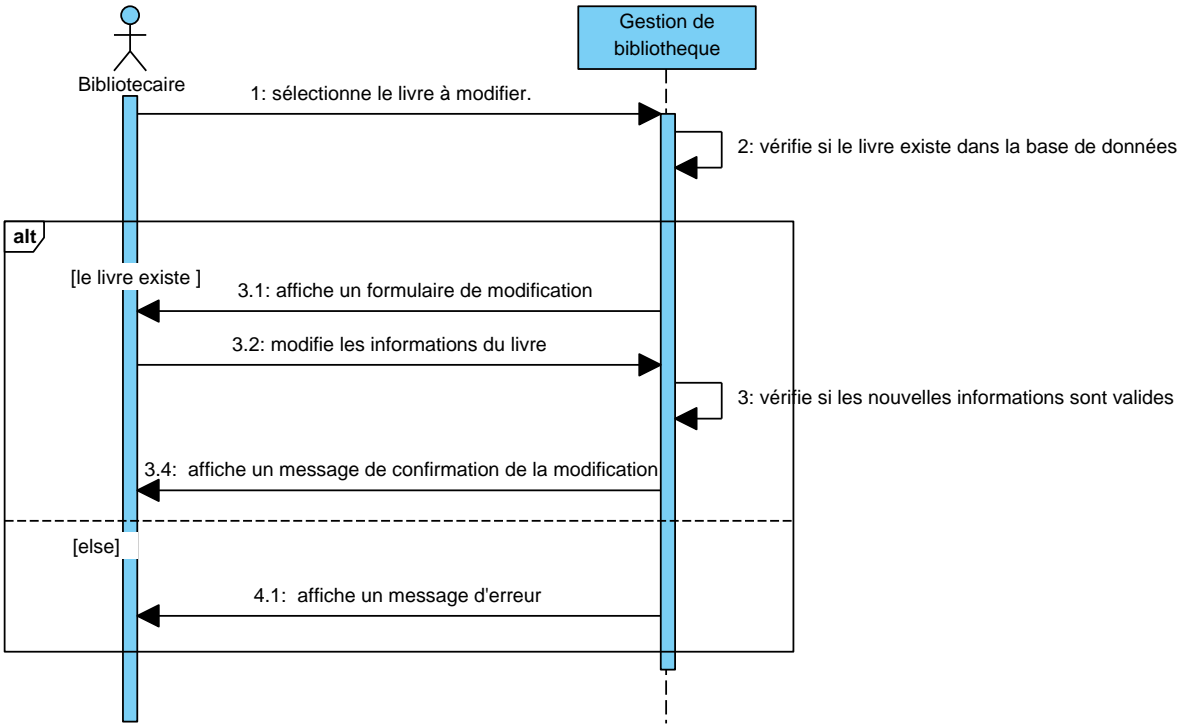 Gestion de
bibliotheque
Bibliotecaire
1: sélectionne le livre à modifier.
2: vérifie si le livre existe dans la base de données
alt
[le livre existe ]
3.1: affiche un formulaire de modification
3.2: modifie les informations du livre
3: vérifie si les nouvelles informations sont valides
3.4:  affiche un message de confirmation de la modification
[else]
4.1:  affiche un message d'erreur